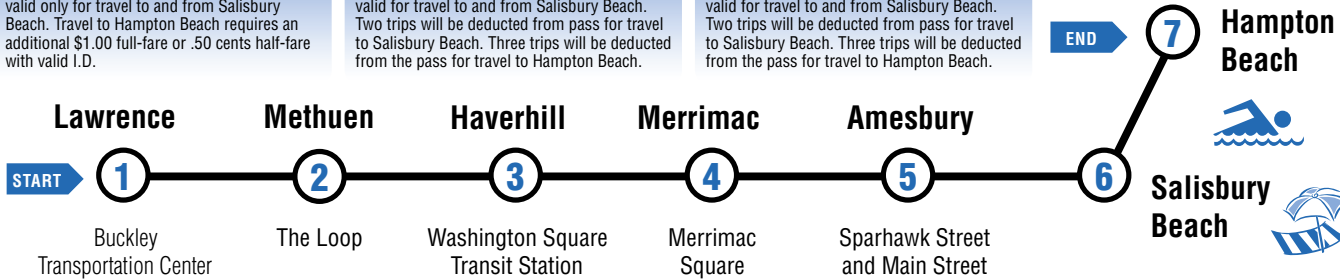 valid only for travel to and from Salisbury
Beach. Travel to Hampton Beach requires an
additional $1.00 full-fare or .50 cents half-fare
with valid I.D.
valid for travel to and from Salisbury Beach.
Two trips will be deducted from pass for travel
to Salisbury Beach. Three trips will be deducted
from the pass for travel to Hampton Beach.
valid for travel to and from Salisbury Beach.
Two trips will be deducted from pass for travel
to Salisbury Beach. Three trips will be deducted
from the pass for travel to Hampton Beach.
END
7
Hampton
Beach
Lawrence
Methuen
Haverhill
Merrimac
Amesbury
START
1
2
3
4
5
6
Salisbury
Beach
Buckley
Transportation Center
The Loop
Washington Square
Transit Station
Merrimac
Square
Sparhawk Street
and Main Street